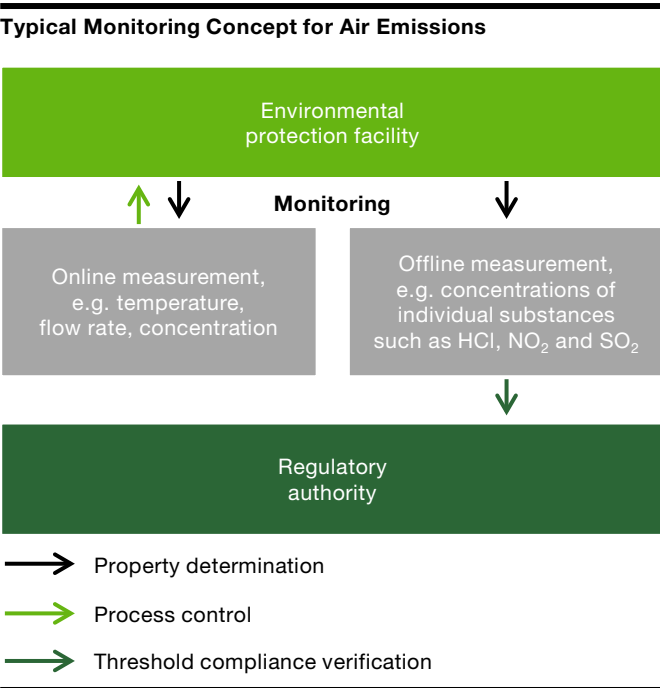 Typical Monitoring Concept for Air Emissions
Environmental
protection facility
Monitoring
Online measurement,
e.g. temperature,
flow rate, concentration
Offline measurement,
e.g. concentrations of
individual substances
such as HCl, NO₂ and SO₂
Regulatory
authority
Property determination
Process control
Threshold compliance verification